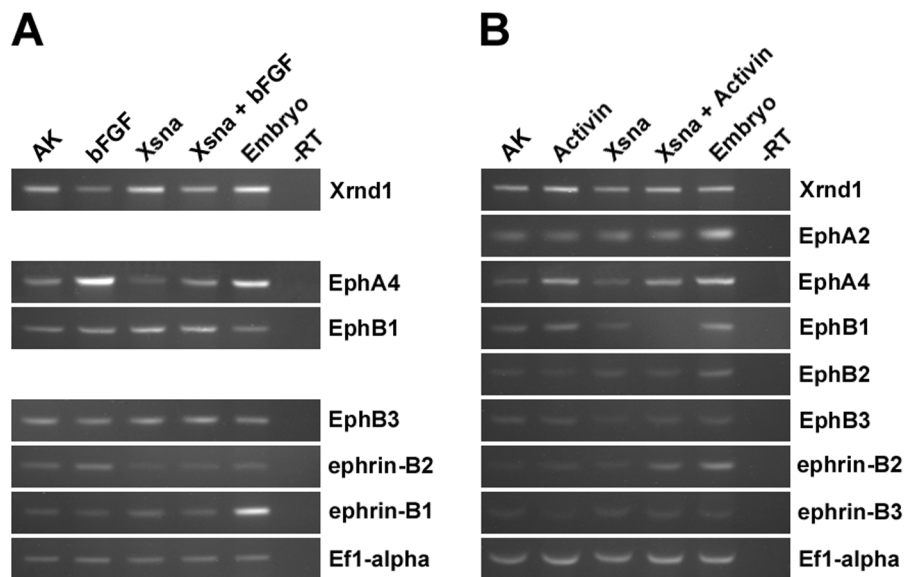 A
AK bFGF Xsna Xsna + bFGF Embryo -RT
Xrnd1
EphA4
EphB1
EphB3
ephrin-B2
ephrin-B1
Ef1-alpha
B
AK Activin Xsna Xsna + Activin Embryo -RT
Xrnd1
EphA2
EphA4
EphB1
EphB2
EphB3
ephrin-B2
ephrin-B3
Ef1-alpha